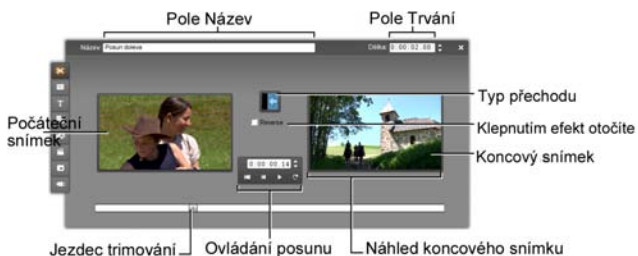 Pole Název
Pole Trvání
Název: Posun doleva
Délka: 0:00:02.00
Typ přechodu
Reverse
Klepnutím efekt otočíte
Počáteční
snímek
Koncový snímek
0:00:00.14
T
Jezdec trimování
Ovládání posunu
Náhled koncového snímku